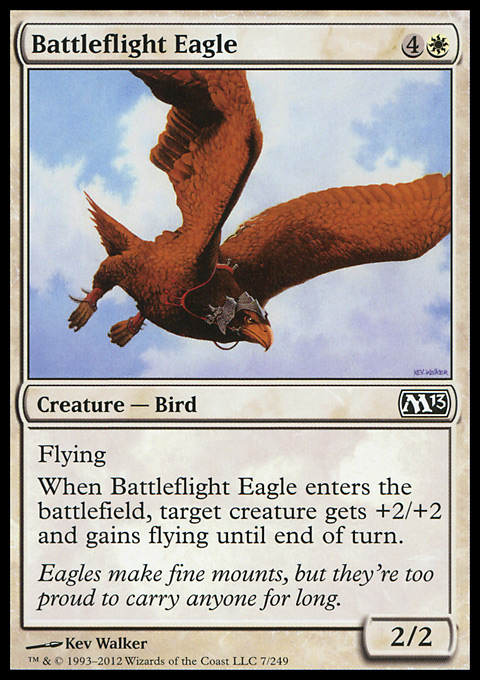 Battleflight Eagle 4
KEV WALKER
Creature — Bird M13
Flying
When Battleflight Eagle enters the
battlefield, target creature gets +2/+2
and gains flying until end of turn.
Eagles make fine mounts, but they're too
proud to carry anyone for long.
Kev Walker
2/2
™ & © 1993–2012 Wizards of the Coast LLC 7/249